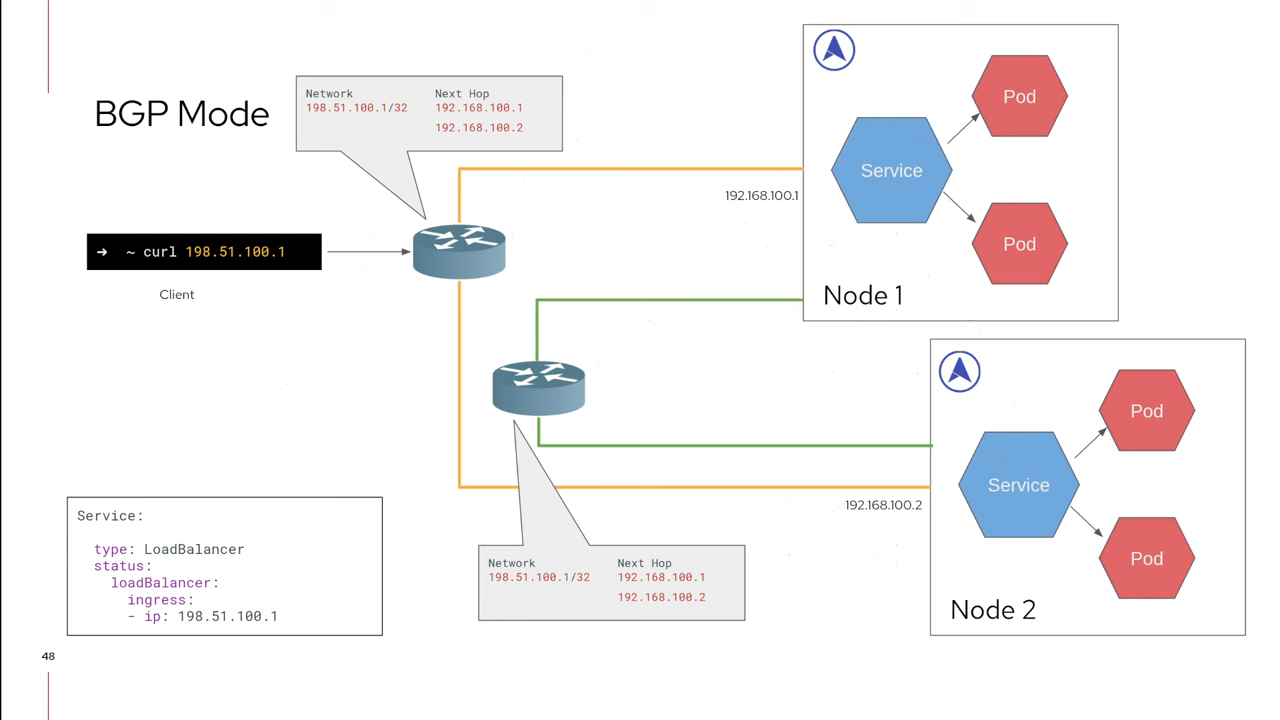 BGP Mode
Network Next Hop
198.51.100.1/32 192.168.100.1
192.168.100.2
➜ ~ curl 198.51.100.1
Client
192.168.100.1
Service
Pod
Pod
Node 1
192.168.100.2
Service
Pod
Pod
Node 2
Network Next Hop
198.51.100.1/32 192.168.100.1
192.168.100.2
Service:
type: LoadBalancer
status:
loadBalancer:
ingress:
- ip: 198.51.100.1
48